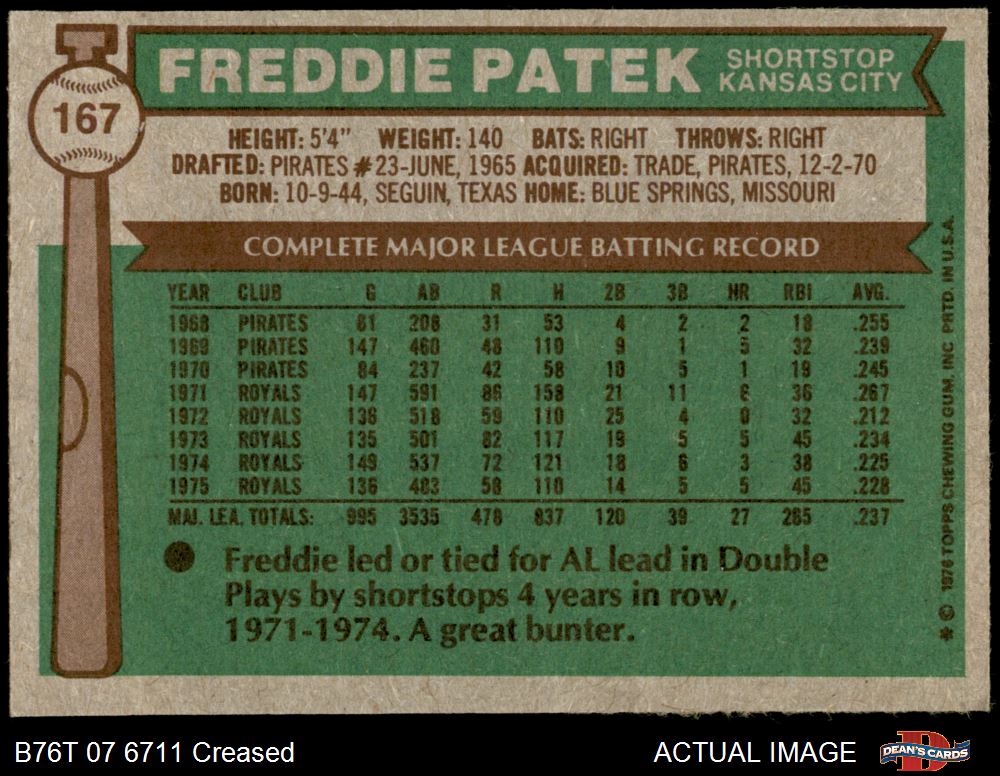 FREDDIE PATEK
SHORTSTOP
KANSAS CITY
167
HEIGHT: 5'4" WEIGHT: 140 BATS: RIGHT THROWS: RIGHT
DRAFTED: PIRATES #23-JUNE, 1965 ACQUIRED: TRADE, PIRATES, 12-2-70
BORN: 10-9-44, SEGUIN, TEXAS HOME: BLUE SPRINGS, MISSOURI
COMPLETE MAJOR LEAGUE BATTING RECORD
YEAR CLUB G AB R H 2B 3B HR RBI AVG.
1968 PIRATES 61 208 31 53 4 2 2 18 .255
1969 PIRATES 147 460 48 110 9 1 5 32 .239
1970 PIRATES 84 237 42 58 10 5 1 19 .245
1971 ROYALS 147 591 86 158 21 11 6 36 .267
1972 ROYALS 136 518 59 110 25 4 0 32 .212
1973 ROYALS 135 501 82 117 19 5 5 45 .234
1974 ROYALS 149 537 72 121 18 6 3 38 .225
1975 ROYALS 136 483 58 110 14 5 5 45 .228
MAJ. LEA. TOTALS: 995 3535 478 837 120 39 27 265 .237
Freddie led or tied for AL lead in Double
Plays by shortstops 4 years in row,
1971-1974. A great bunter.
* © 1976 TOPPS CHEWING GUM, INC PRTD. IN U.S.A.
B76T 07 6711 Creased
ACTUAL IMAGE
DEAN'S CARDS